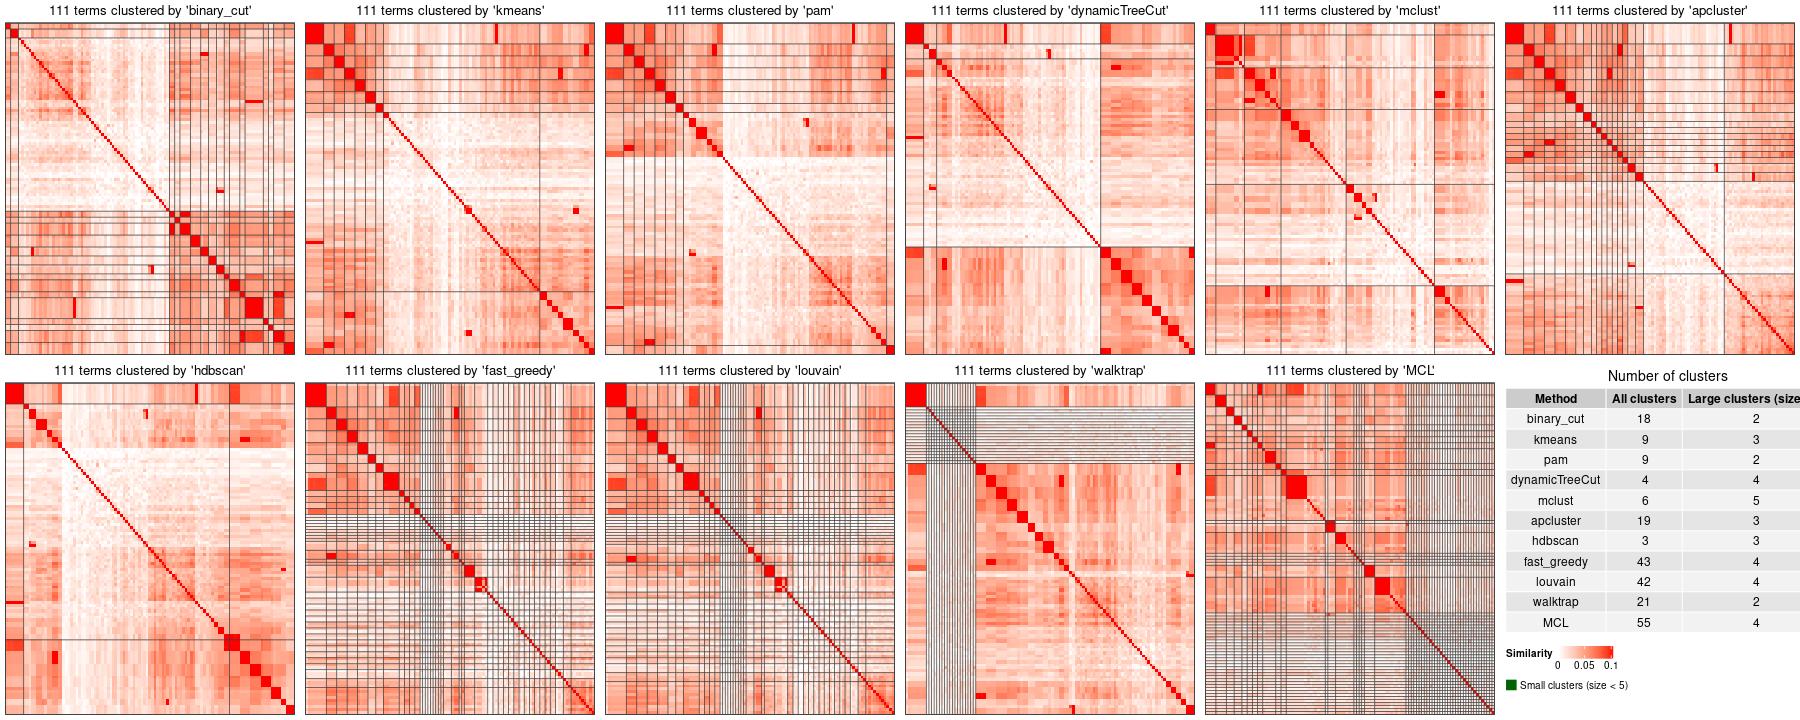 111 terms clustered by 'binary_cut'
111 terms clustered by 'kmeans'
111 terms clustered by 'pam'
111 terms clustered by 'dynamicTreeCut'
111 terms clustered by 'mclust'
111 terms clustered by 'apcluster'
111 terms clustered by 'hdbscan'
111 terms clustered by 'fast_greedy'
111 terms clustered by 'louvain'
111 terms clustered by 'walktrap'
111 terms clustered by 'MCL'
Number of clusters
Method All clusters Large clusters (size
binary_cut 18 2
kmeans 9 3
pam 9 2
dynamicTreeCut 4 4
mclust 6 5
apcluster 19 3
hdbscan 3 3
fast_greedy 43 4
louvain 42 4
walktrap 21 2
MCL 55 4
Similarity
0 0.05 0.1
Small clusters (size < 5)